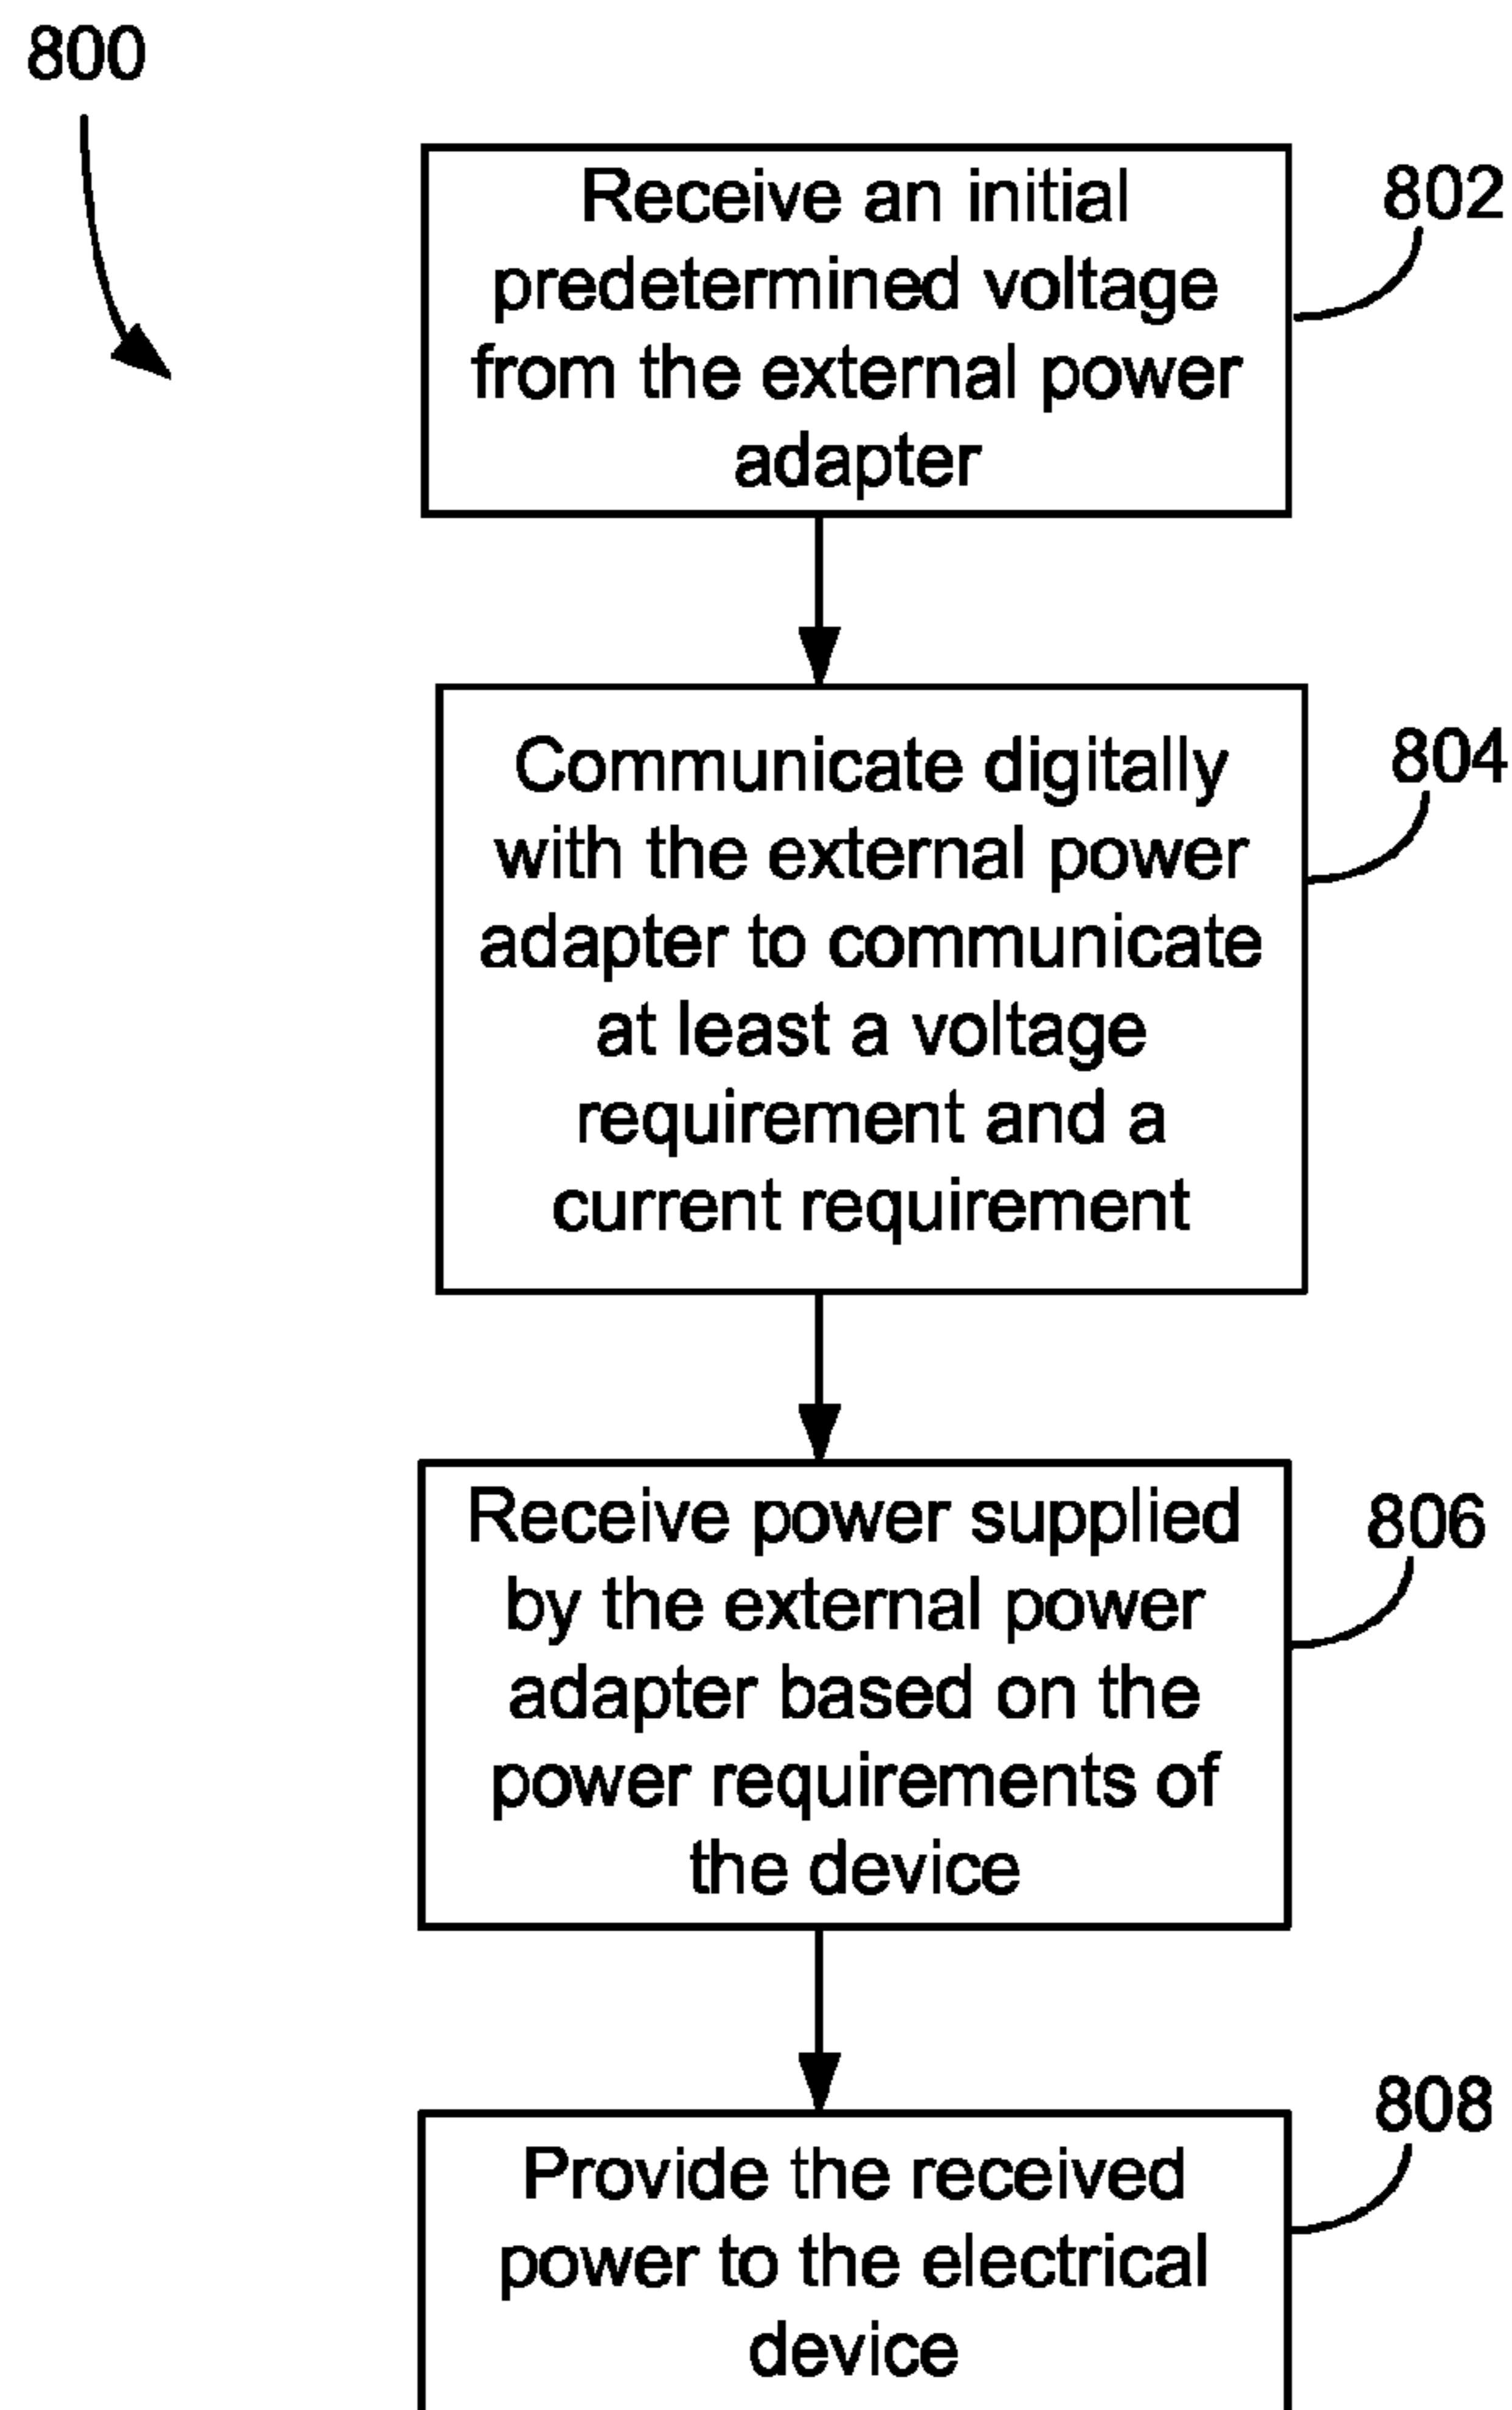 800
Receive an initial
predetermined voltage
from the external power
adapter
802
Communicate digitally
with the external power
adapter to communicate
at least a voltage
requirement and a
current requirement
804
Receive power supplied
by the external power
adapter based on the
power requirements of
the device
806
Provide the received
power to the electrical
device
808